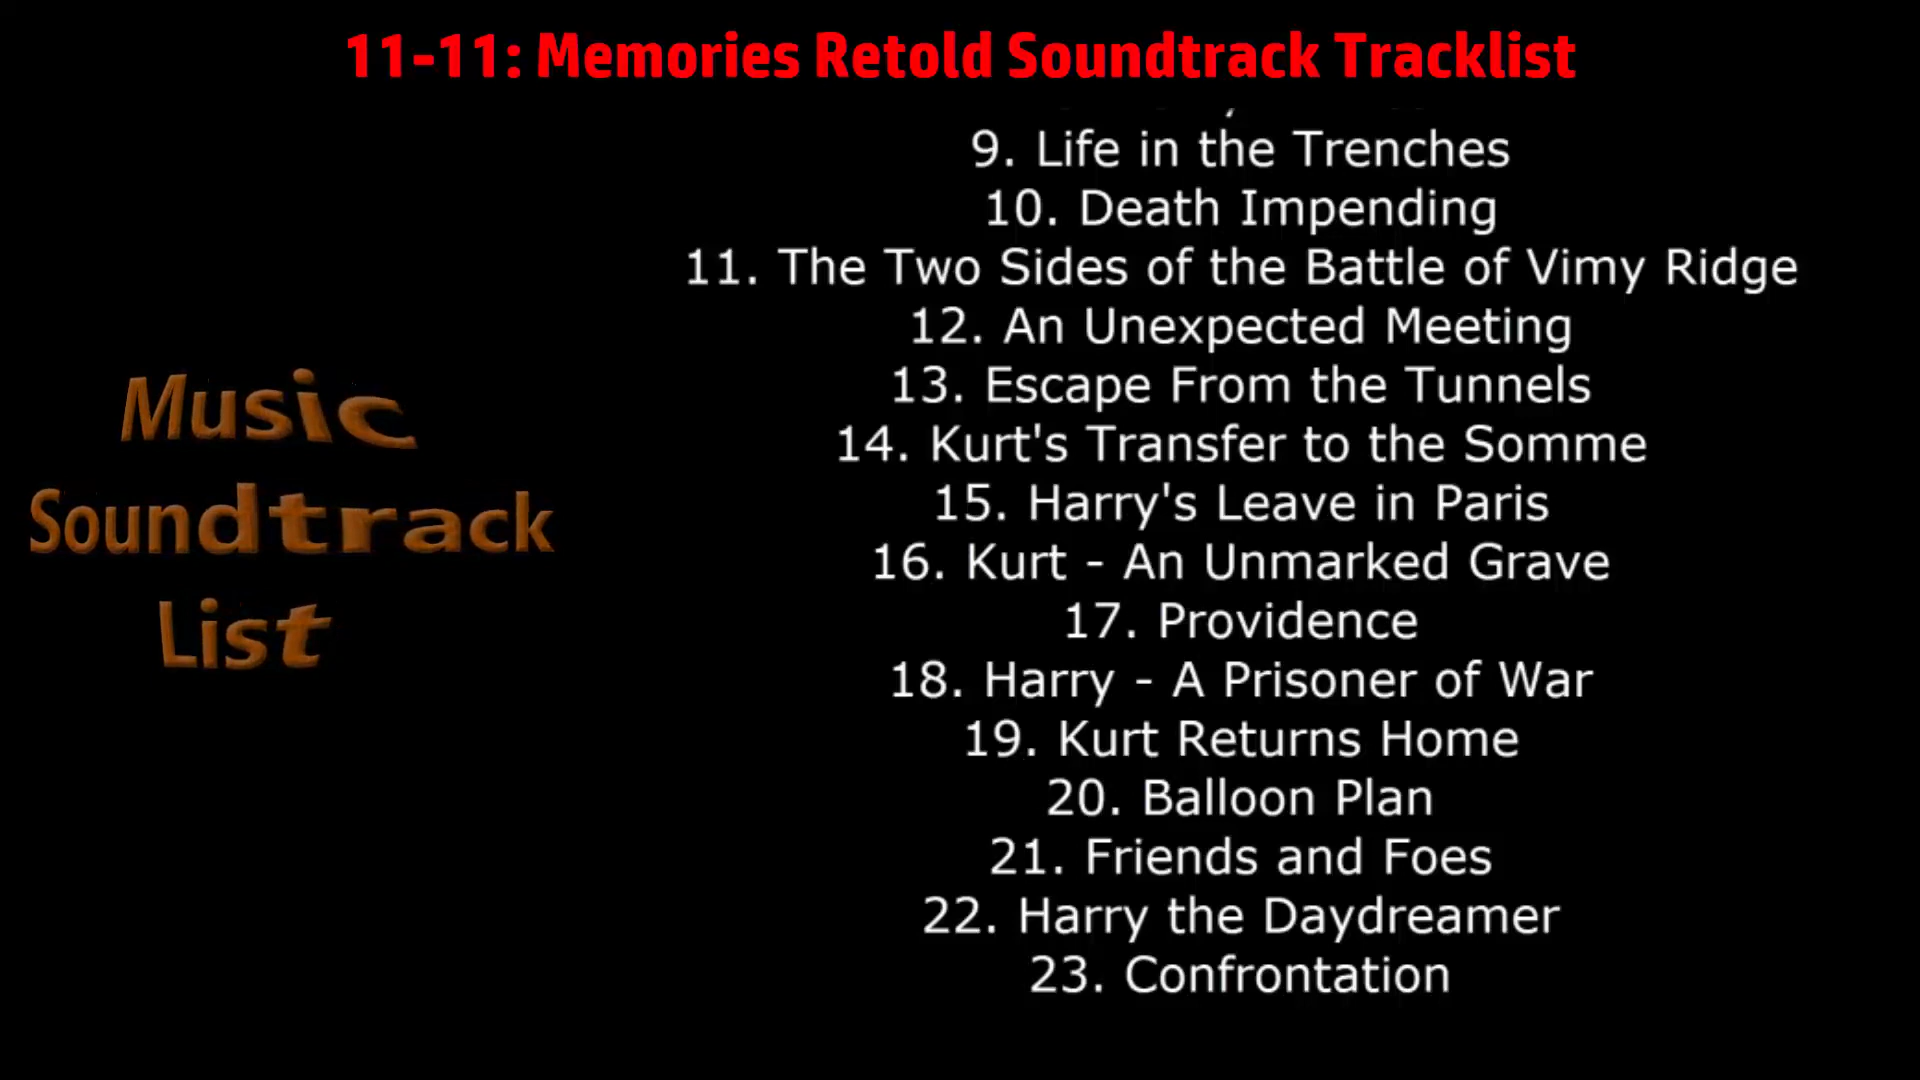 11-11: Memories Retold Soundtrack Tracklist
Music
Soundtrack
List
9. Life in the Trenches
10. Death Impending
11. The Two Sides of the Battle of Vimy Ridge
12. An Unexpected Meeting
13. Escape From the Tunnels
14. Kurt's Transfer to the Somme
15. Harry's Leave in Paris
16. Kurt - An Unmarked Grave
17. Providence
18. Harry - A Prisoner of War
19. Kurt Returns Home
20. Balloon Plan
21. Friends and Foes
22. Harry the Daydreamer
23. Confrontation